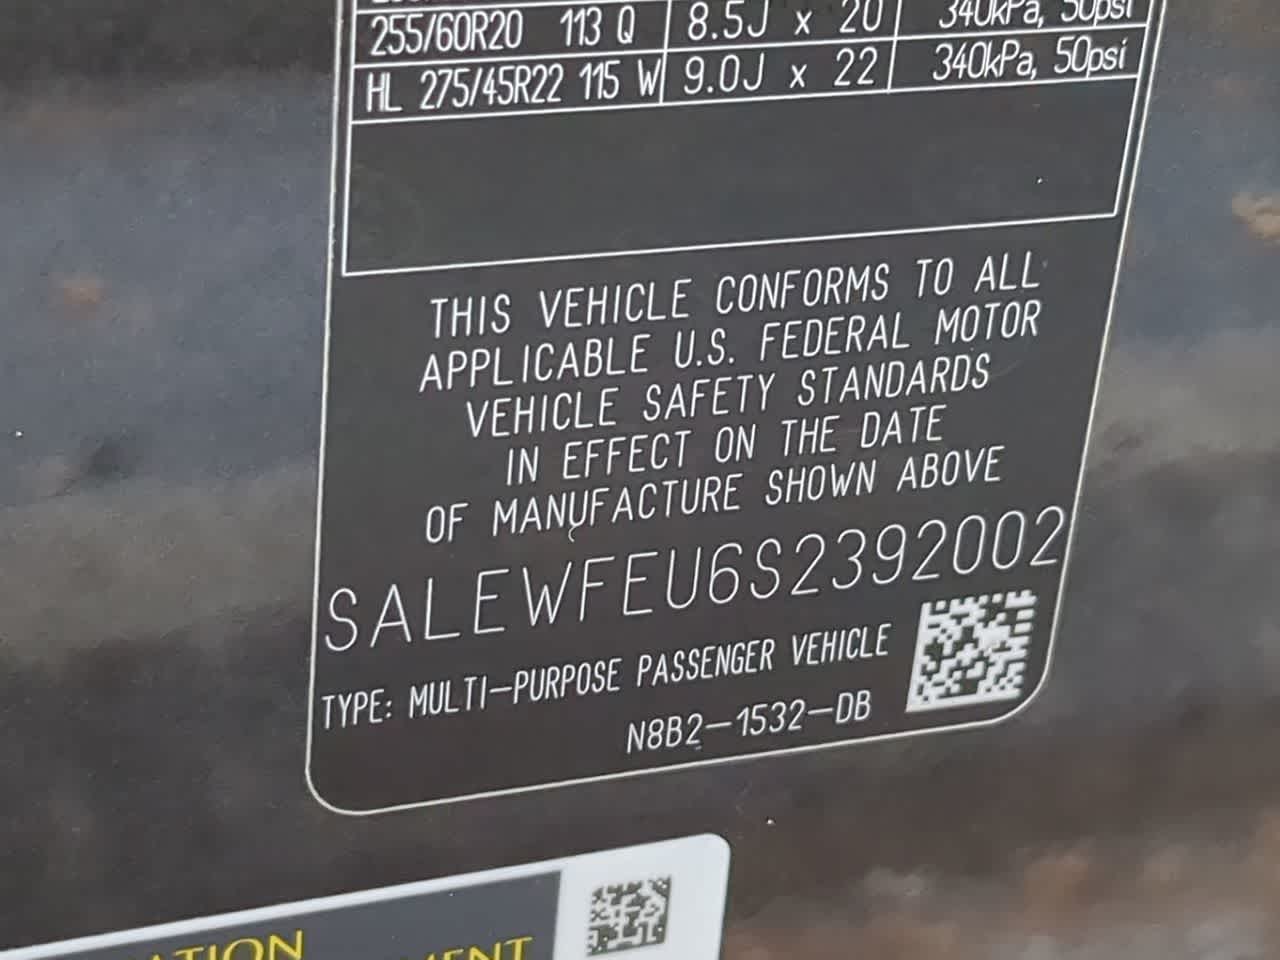 255/60R20 113 Q 8.5J x 20 340kPa, 50psi
HL 275/45R22 115 W 9.0J x 22 340kPa, 50psi
THIS VEHICLE CONFORMS TO ALL
APPLICABLE U.S. FEDERAL MOTOR
VEHICLE SAFETY STANDARDS
IN EFFECT ON THE DATE
OF MANUFACTURE SHOWN ABOVE
SALEWFEU6S2392002
TYPE: MULTI-PURPOSE PASSENGER VEHICLE
N8B2-1532-DB